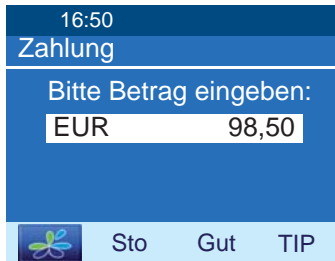 16:50
Zahlung
Bitte Betrag eingeben:
EUR 98,50
Sto Gut TIP